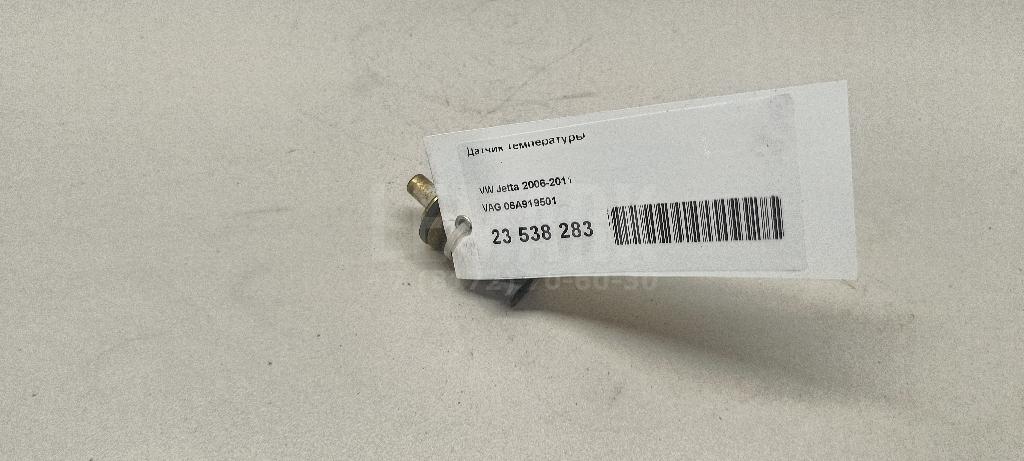 Датчик температуры
VW Jetta 2006-2011
VAG 06A919501
23 538 283